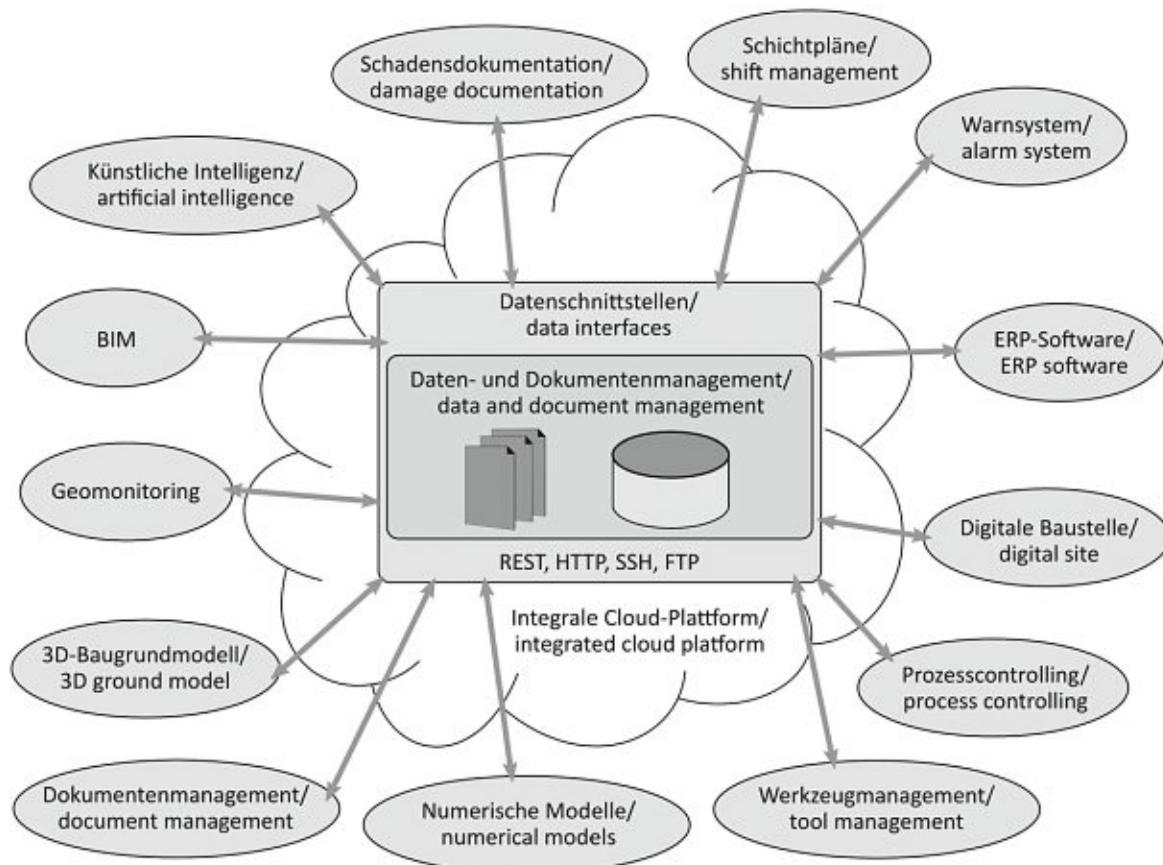 Schadensdokumentation/
damage documentation
Schichtpläne/
shift management
Warnsystem/
alarm system
Künstliche Intelligenz/
artificial intelligence
Datenschnittstellen/
data interfaces
BIM
ERP-Software/
ERP software
Daten- und Dokumentenmanagement/
data and document management
Geomonitoring
Digitale Baustelle/
digital site
REST, HTTP, SSH, FTP
Integrale Cloud-Plattform/
integrated cloud platform
3D-Baugrundmodell/
3D ground model
Prozesscontrolling/
process controlling
Dokumentenmanagement/
document management
Numerische Modelle/
numerical models
Werkzeugmanagement/
tool management